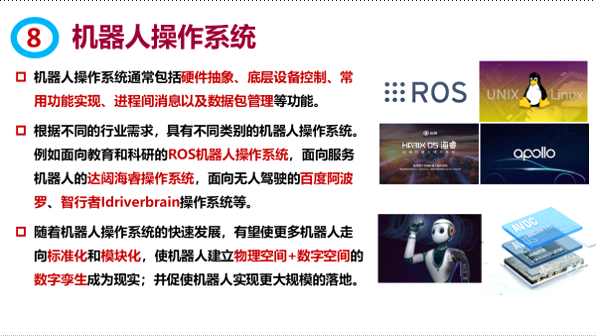 8 机器人操作系统
机器人操作系统通常包括硬件抽象、底层设备控制、常
用功能实现、进程间消息以及数据包管理等功能。
根据不同的行业需求，具有不同类别的机器人操作系统。
例如面向教育和科研的ROS机器人操作系统，面向服务
机器人的达闼海睿操作系统，面向无人驾驶的百度阿波
罗、智行者Idriverbrain操作系统等。
随着机器人操作系统的快速发展，有望使更多机器人走
向标准化和模块化，使机器人建立物理空间+数字空间的
数字孪生成为现实；并促使机器人实现更大规模的落地。
ROS
UNIX Linux
HARIX OS 海睿
apollo
AVDC